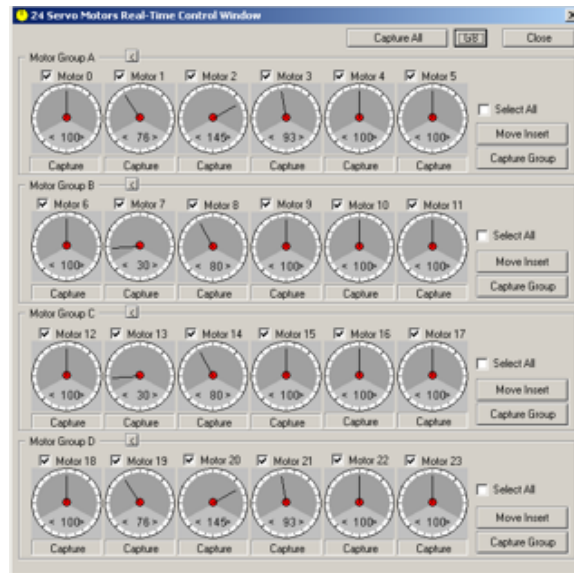 24 Servo Motors Real-Time Control Window
Capture All GB Close
Motor Group A <
Motor 0 Motor 1 Motor 2 Motor 3 Motor 4 Motor 5
Select All
< 100> < 76 > < 145> < 93 > < 100> < 100>
Move Insert
Capture Capture Capture Capture Capture Capture
Capture Group
Motor Group B <
Motor 6 Motor 7 Motor 8 Motor 9 Motor 10 Motor 11
Select All
< 100> < 30 > < 80 > < 100> < 100> < 100>
Move Insert
Capture Capture Capture Capture Capture Capture
Capture Group
Motor Group C <
Motor 12 Motor 13 Motor 14 Motor 15 Motor 16 Motor 17
Select All
< 100> < 30 > < 80 > < 100> < 100> < 100>
Move Insert
Capture Capture Capture Capture Capture Capture
Capture Group
Motor Group D <
Motor 18 Motor 19 Motor 20 Motor 21 Motor 22 Motor 23
Select All
< 100> < 76 > < 145> < 93 > < 100> < 100>
Move Insert
Capture Capture Capture Capture Capture Capture
Capture Group